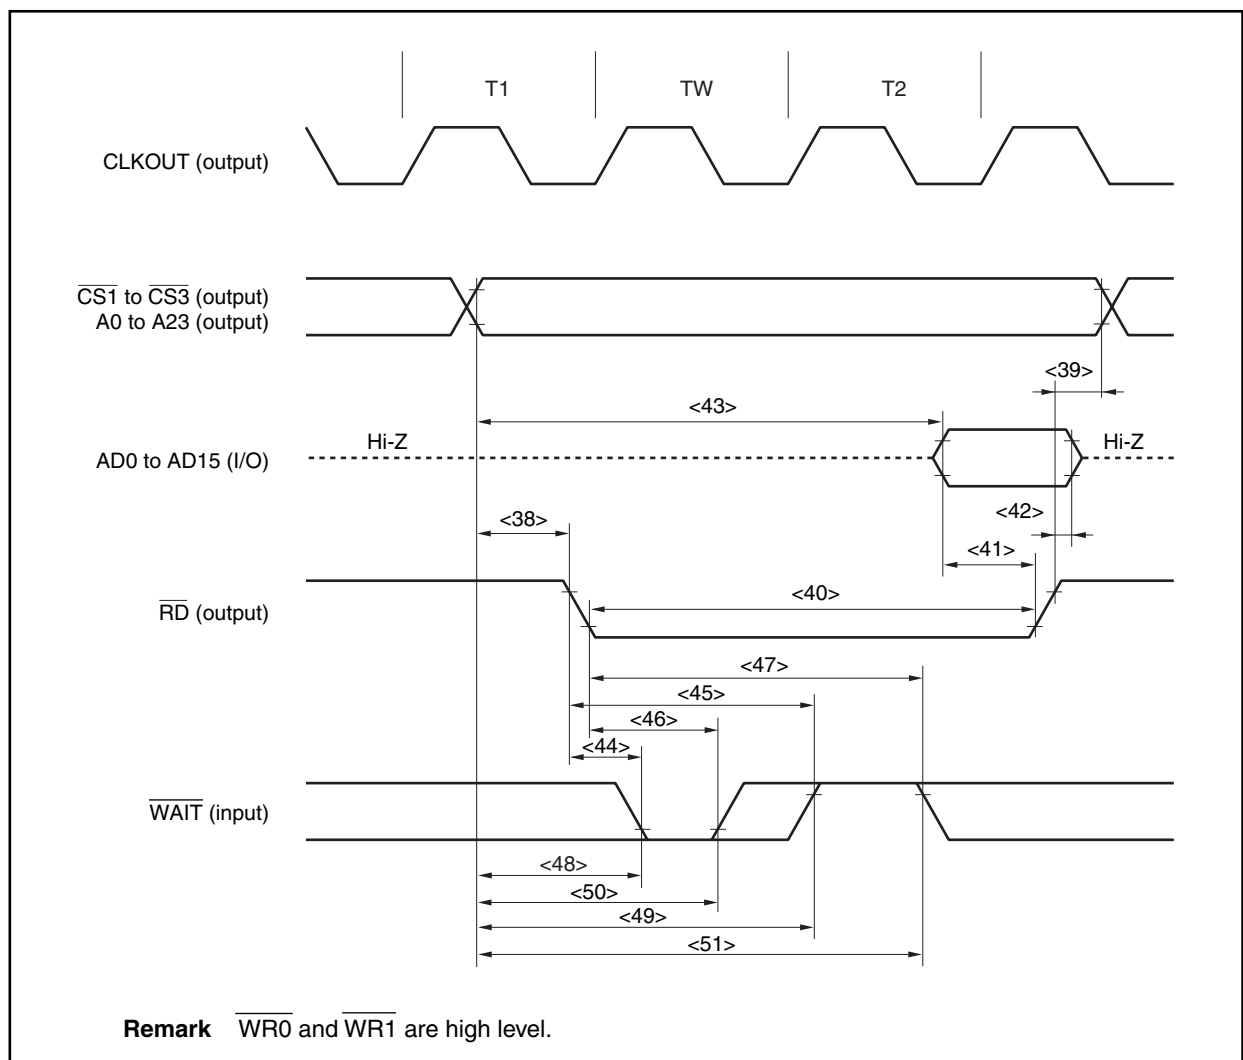 T1 TW T2
CLKOUT (output)
CS1 to CS3 (output)
A0 to A23 (output)
<39>
<43>
Hi-Z Hi-Z
AD0 to AD15 (I/O)
<42>
<38>
<41>
<40>
RD (output)
<47>
<45>
<46>
<44>
WAIT (input)
<48>
<50>
<49>
<51>
Remark WR0 and WR1 are high level.